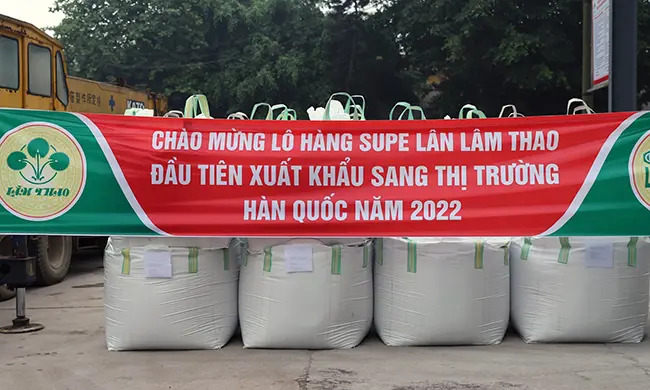 CHÀO MỪNG LÔ HÀNG SUPE LÂN LÂM THAO
ĐẦU TIÊN XUẤT KHẨU SANG THỊ TRƯỜNG
HÀN QUỐC NĂM 2022
LÂM THAO
KATO